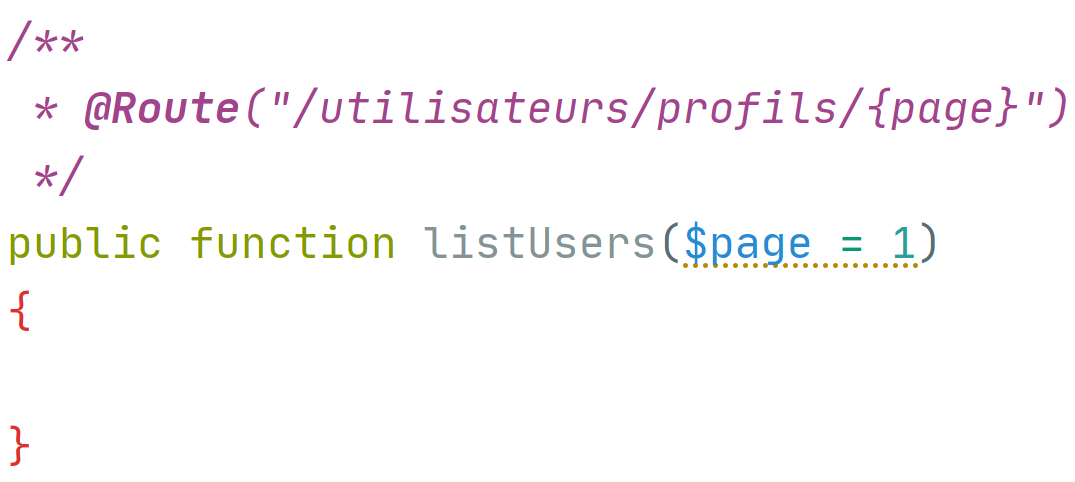 /**
 * @Route("/utilisateurs/profils/{page}")
 */
public function listUsers($page = 1)
{
}